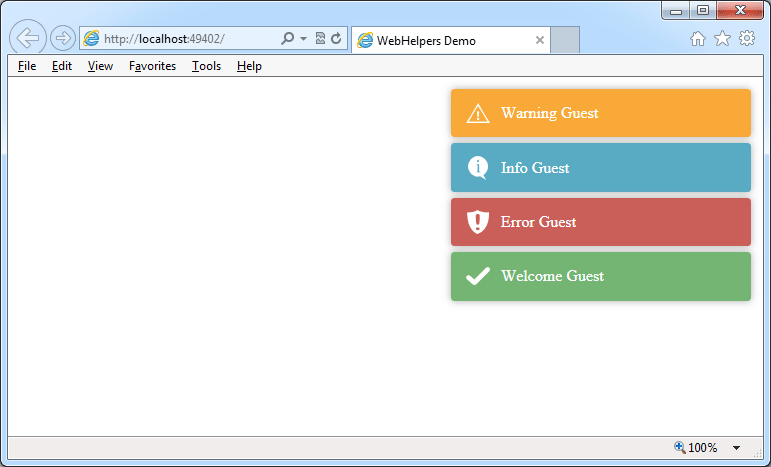 http://localhost:49402/
WebHelpers Demo
File Edit View Favorites Tools Help
Warning Guest
Info Guest
Error Guest
Welcome Guest
100%